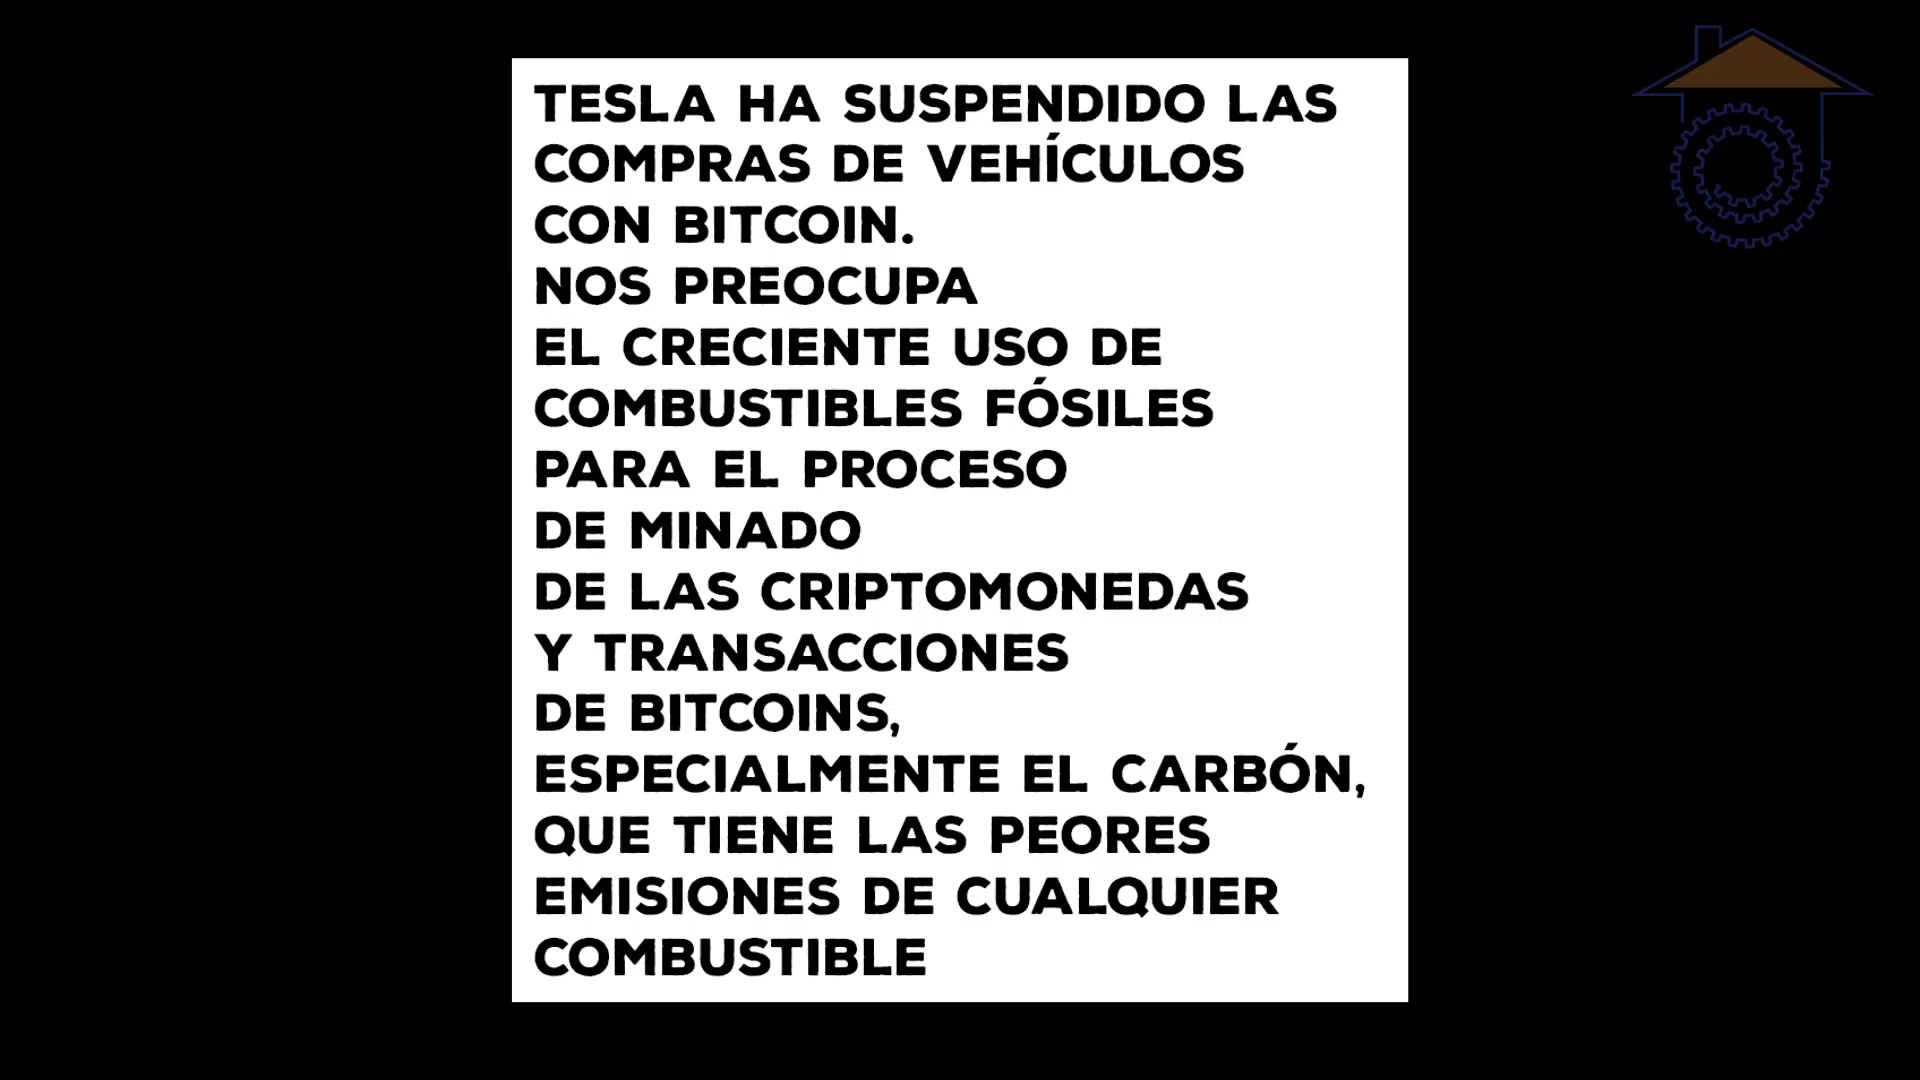 TESLA HA SUSPENDIDO LAS
COMPRAS DE VEHÍCULOS
CON BITCOIN.
NOS PREOCUPA
EL CRECIENTE USO DE
COMBUSTIBLES FÓSILES
PARA EL PROCESO
DE MINADO
DE LAS CRIPTOMONEDAS
Y TRANSACCIONES
DE BITCOINS,
ESPECIALMENTE EL CARBÓN,
QUE TIENE LAS PEORES
EMISIONES DE CUALQUIER
COMBUSTIBLE